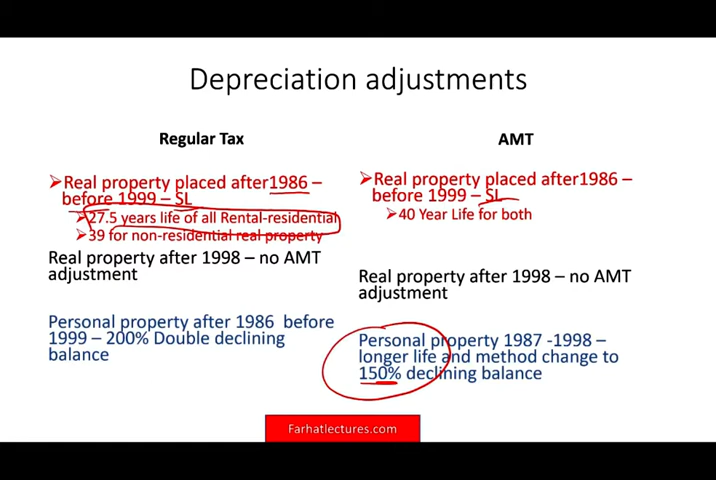 Depreciation adjustments
Regular Tax
Real property placed after 1986 –
before 1999 – SL
27.5 years life of all Rental-residential
39 for non-residential real property
Real property after 1998 – no AMT
adjustment
Personal property after 1986 before
1999 – 200% Double declining
balance
AMT
Real property placed after1986 –
before 1999 – SL
40 Year Life for both
Real property after 1998 – no AMT
adjustment
Personal property 1987 -1998 –
longer life and method change to
150% declining balance
Farhatlectures.com